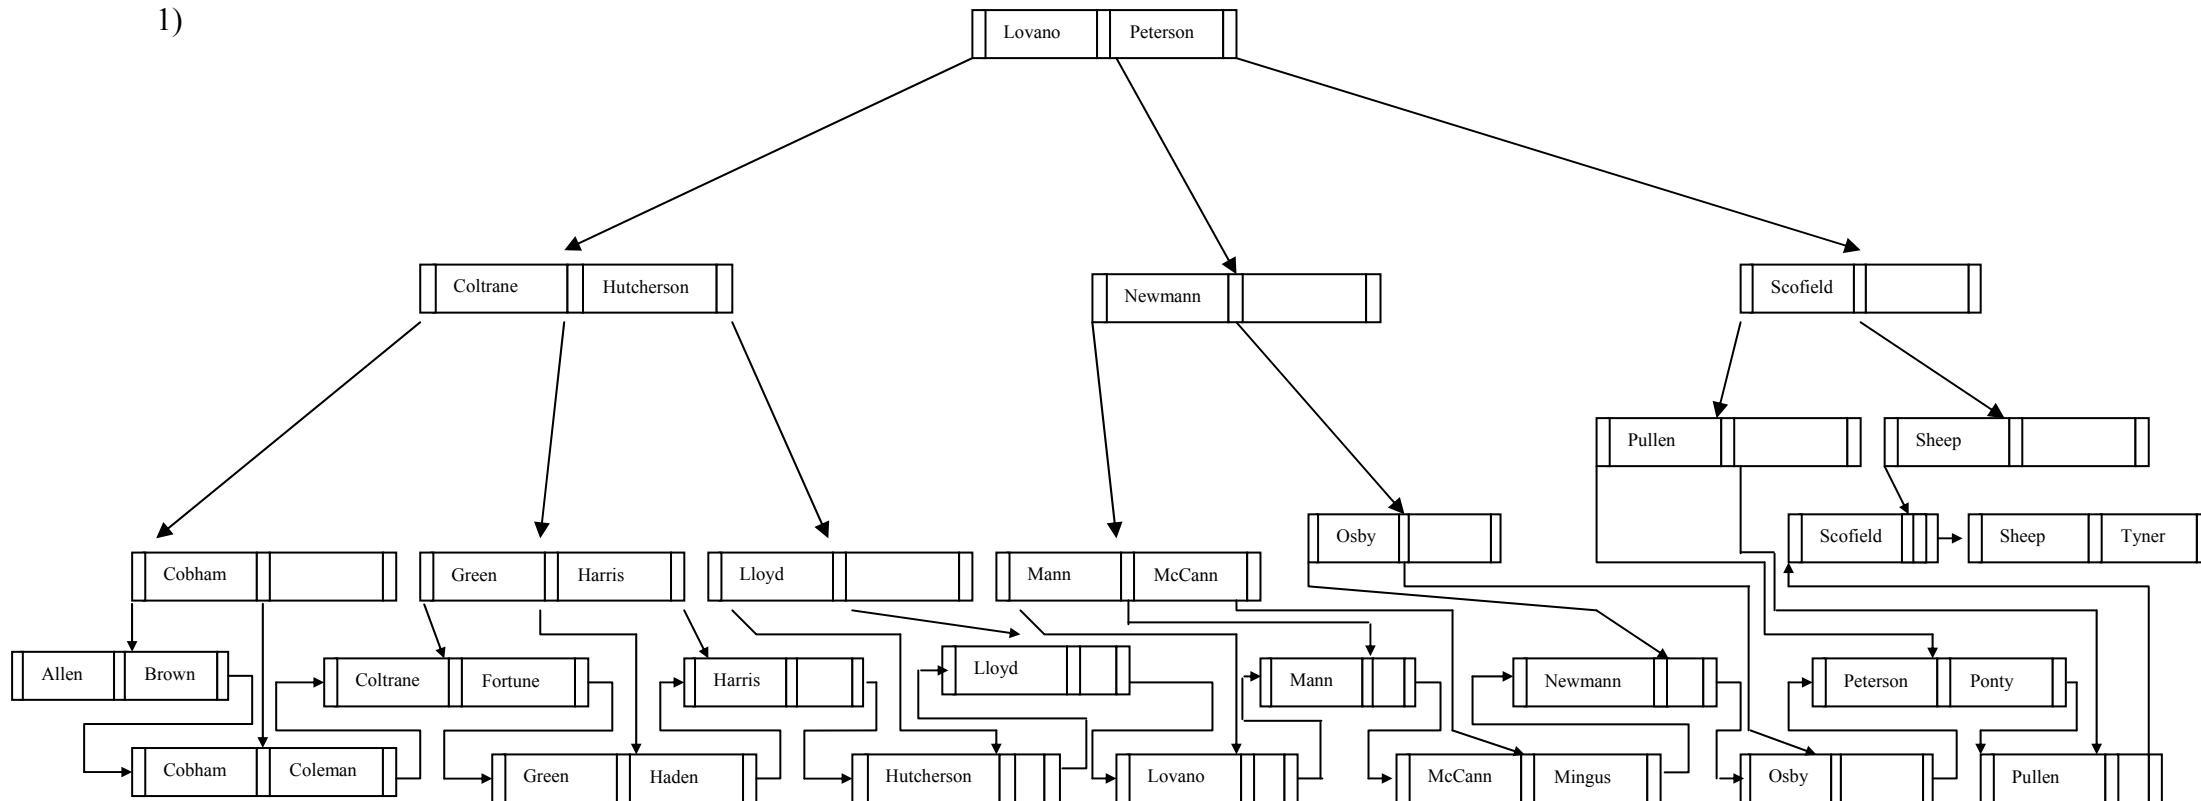 1)
Lovano Peterson
Coltrane Hutcherson
Newmann
Scofield
Pullen
Sheep
Osby
Scofield
Sheep Tyner
Cobham
Green Harris
Lloyd
Mann McCann
Allen Brown
Coltrane Fortune
Harris
Lloyd
Mann
Newmann
Peterson Ponty
Cobham Coleman
Green Haden
Hutcherson
Lovano
McCann Mingus
Osby
Pullen